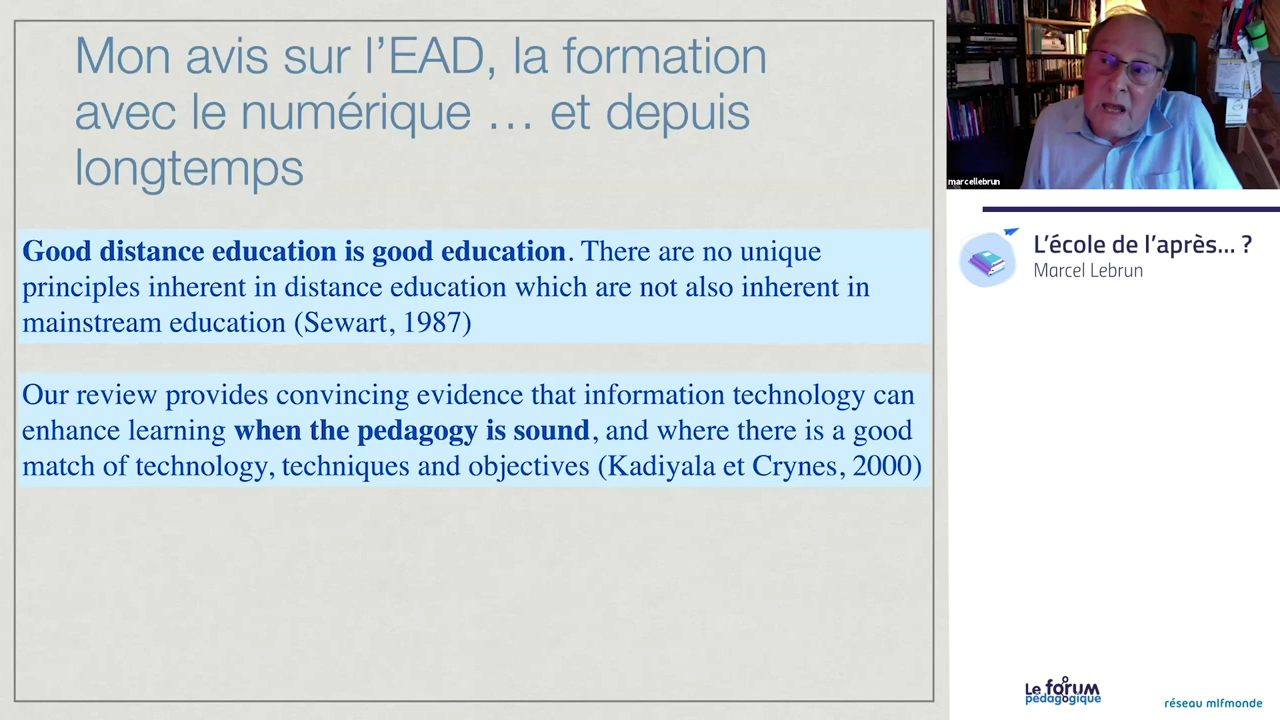 Mon avis sur l’EAD, la formation
avec le numérique … et depuis
longtemps
Good distance education is good education. There are no unique
principles inherent in distance education which are not also inherent in
mainstream education (Sewart, 1987)
Our review provides convincing evidence that information technology can
enhance learning when the pedagogy is sound, and where there is a good
match of technology, techniques and objectives (Kadiyala et Crynes, 2000)
marcellebrun
L’école de l’après... ?
Marcel Lebrun
Le forum
pédagogique
réseau mlfmonde